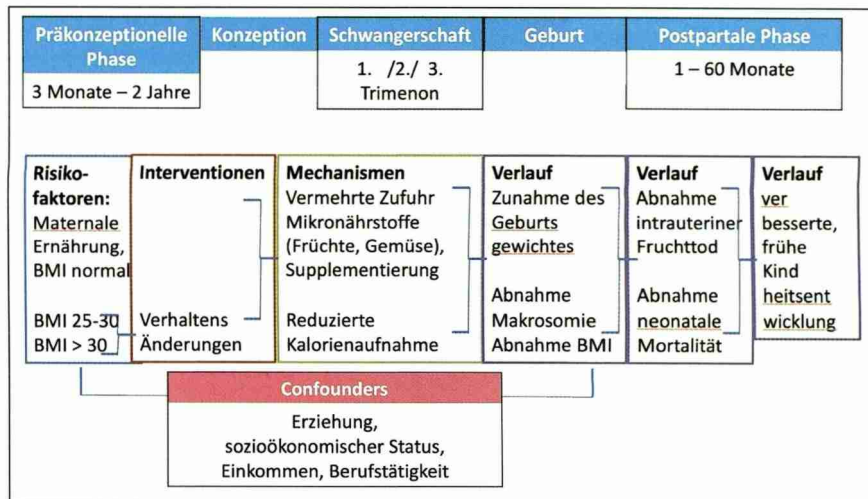 Präkonzeptionelle
Phase
3 Monate – 2 Jahre
Konzeption
Schwangerschaft
1. /2./ 3.
Trimenon
Geburt
Postpartale Phase
1 – 60 Monate
Risiko-
faktoren:
Maternale
Ernährung,
BMI normal
BMI 25-30
BMI > 30
Interventionen
Verhaltens
Änderungen
Mechanismen
Vermehrte Zufuhr
Mikronährstoffe
(Früchte, Gemüse),
Supplementierung
Reduzierte
Kalorienaufnahme
Verlauf
Zunahme des
Geburts
gewichtes
Abnahme
Makrosomie
Abnahme BMI
Verlauf
Abnahme
intrauteriner
Fruchttod
Abnahme
neonatale
Mortalität
Verlauf
ver
besserte,
frühe
Kind
heitsent
wicklung
Confounders
Erziehung,
sozioökonomischer Status,
Einkommen, Berufstätigkeit